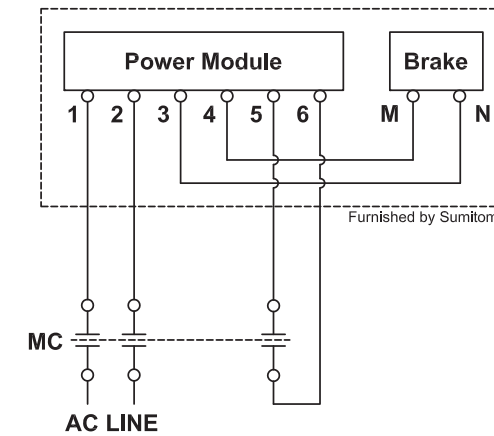 Power Module
Brake
1 2 3 4 5 6 M N
Furnished by Sumitom
MC
AC LINE